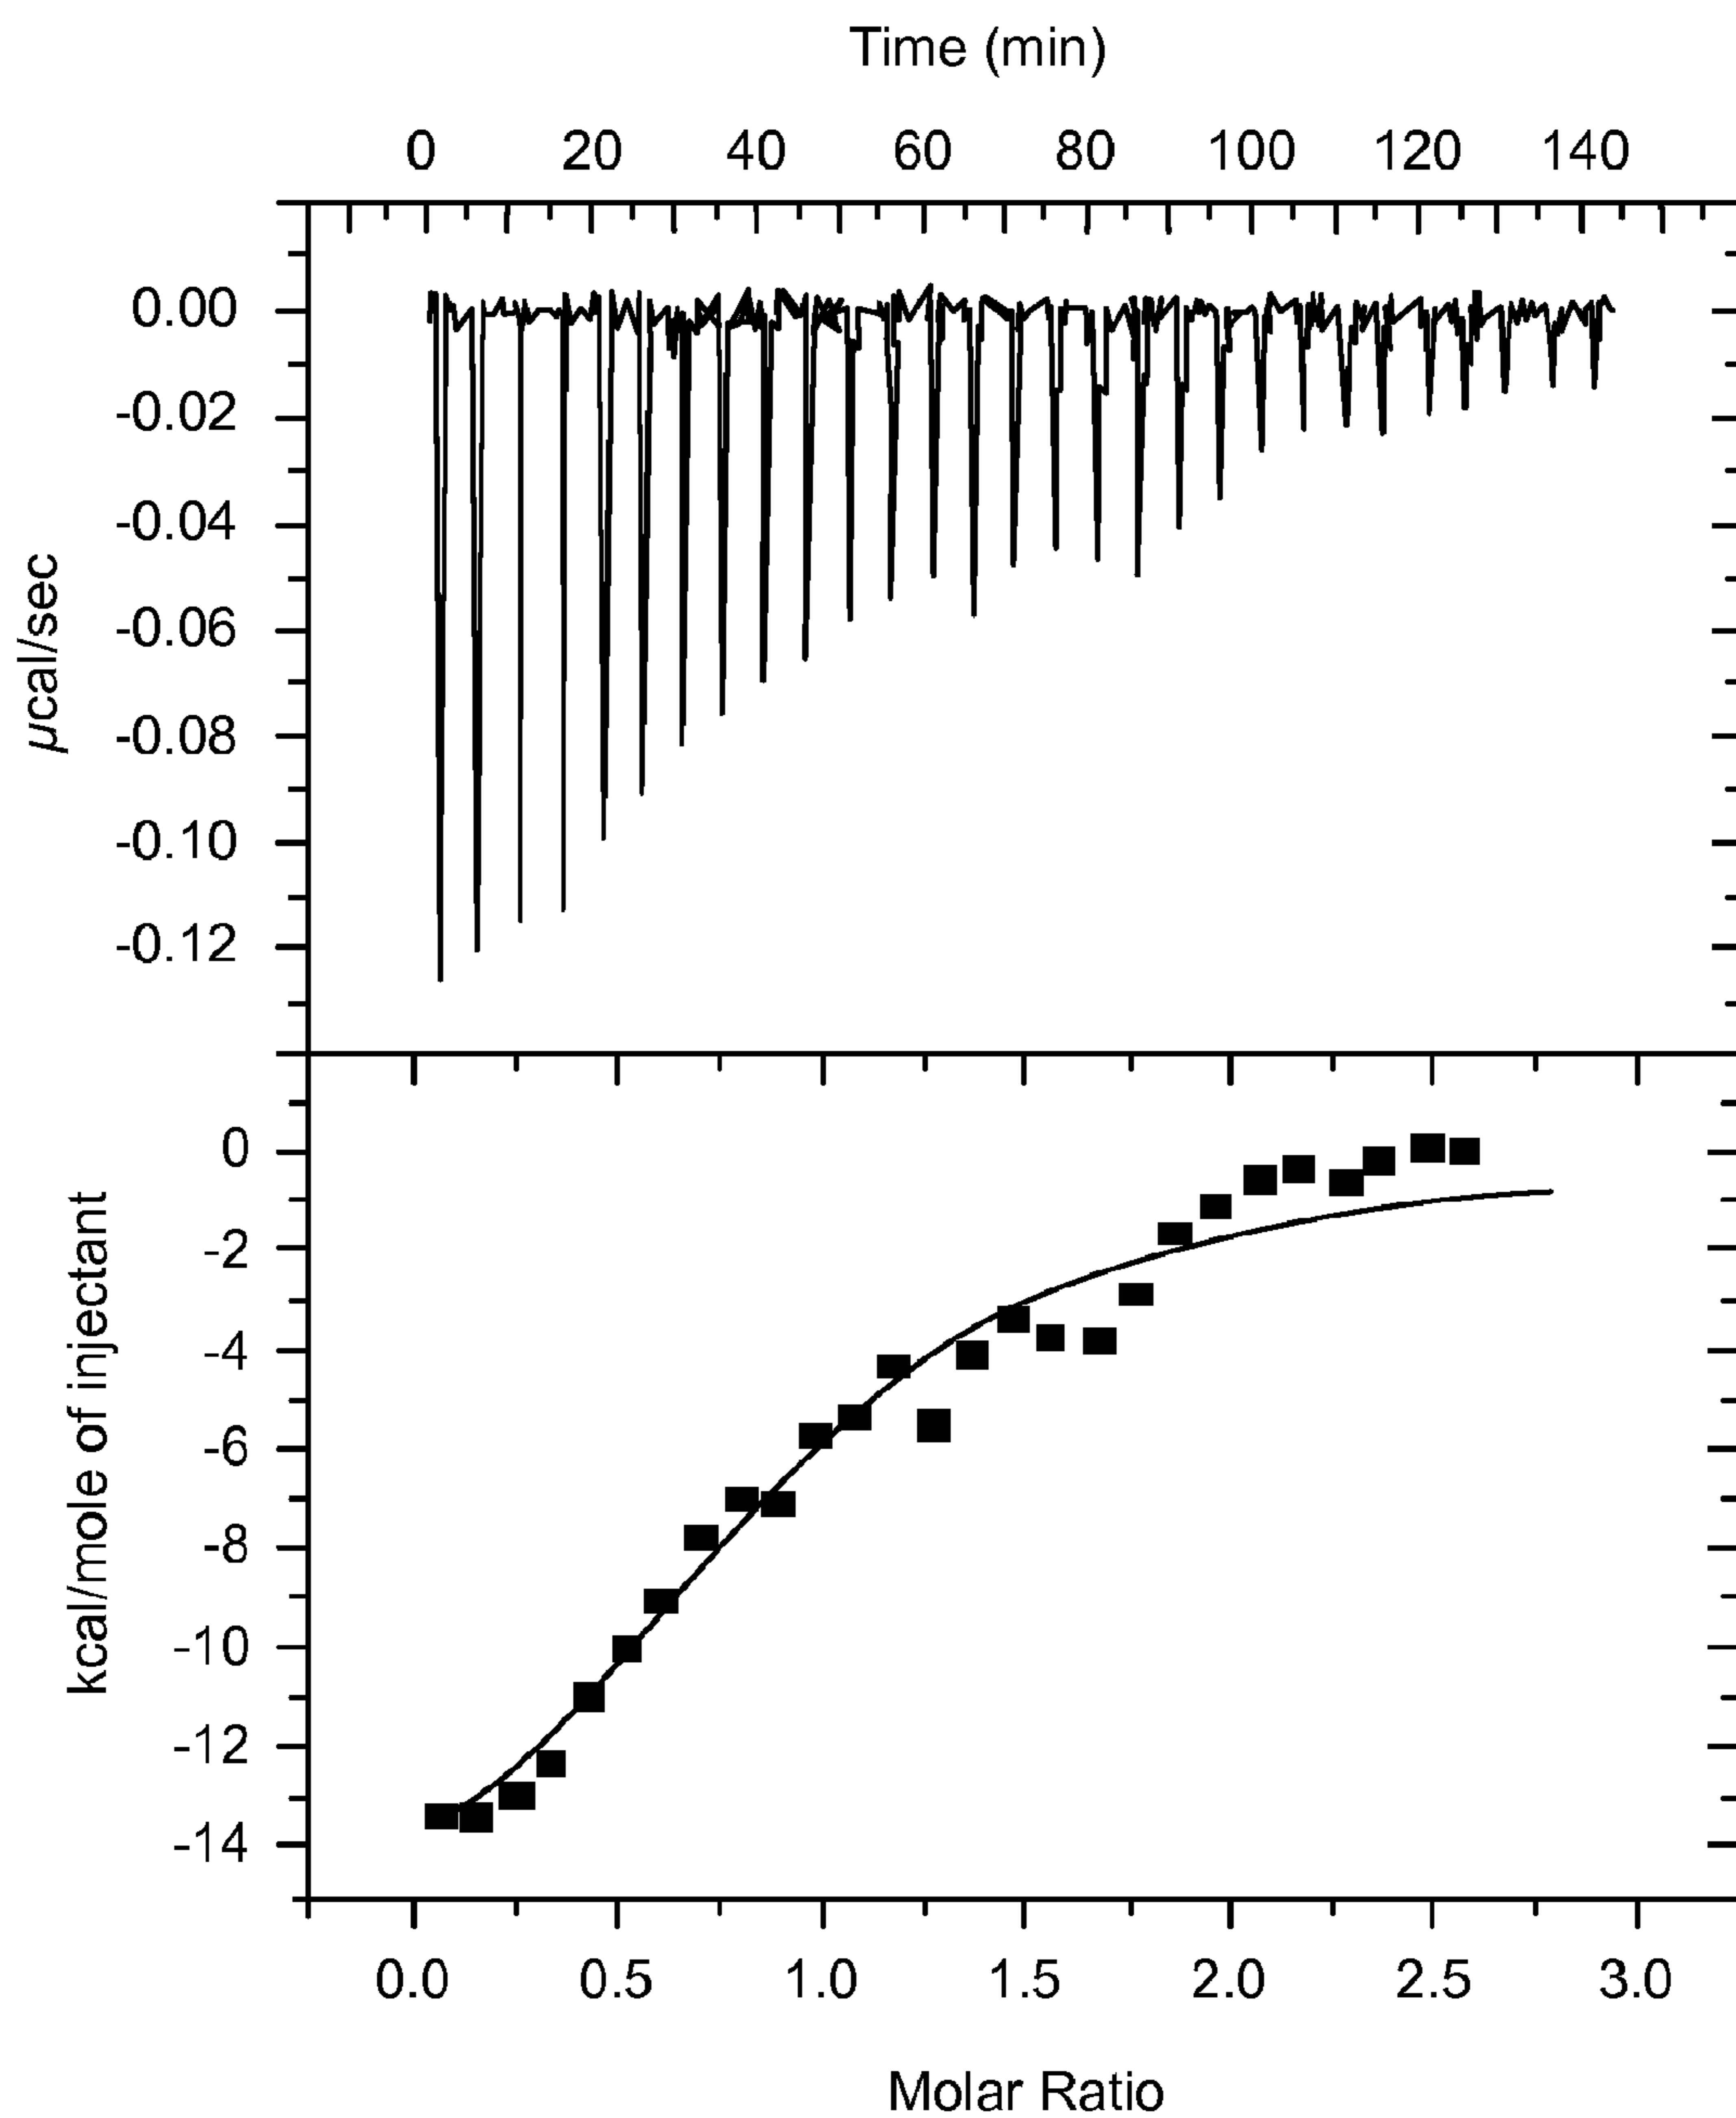 Time (min)
0 20 40 60 80 100 120 140
0.00
-0.02
-0.04
-0.06
-0.08
-0.10
-0.12
µcal/sec
0
-2
-4
-6
-8
-10
-12
-14
kcal/mole of injectant
0.0 0.5 1.0 1.5 2.0 2.5 3.0
Molar Ratio